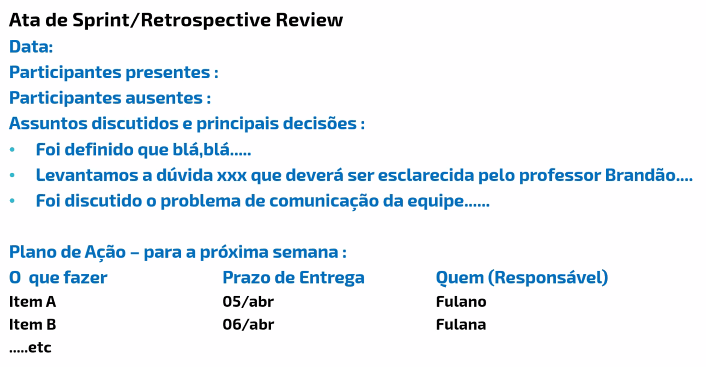 Ata de Sprint/Retrospective Review
Data:
Participantes presentes :
Participantes ausentes :
Assuntos discutidos e principais decisões :
• Foi definido que blá,blá.....
• Levantamos a dúvida xxx que deverá ser esclarecida pelo professor Brandão....
• Foi discutido o problema de comunicação da equipe......
Plano de Ação – para a próxima semana :
O que fazer Prazo de Entrega Quem (Responsável)
Item A 05/abr Fulano
Item B 06/abr Fulana
.....etc